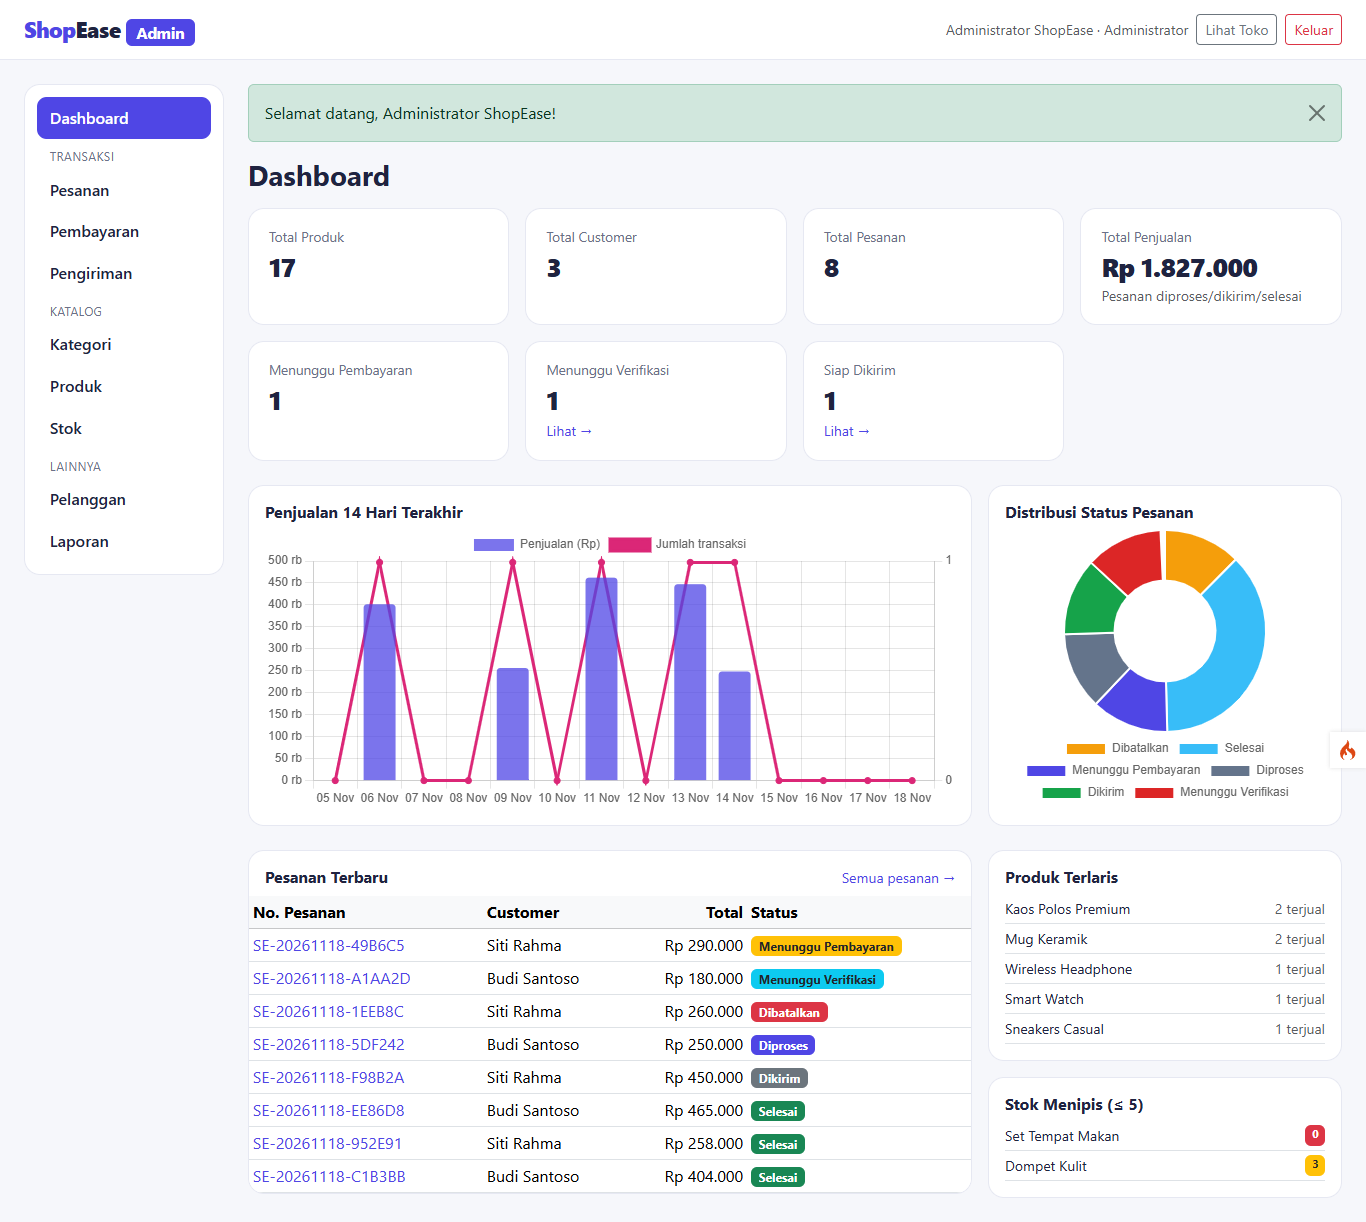 ShopEase Admin
Administrator ShopEase · Administrator
Lihat Toko
Keluar
Dashboard
TRANSAKSI
Pesanan
Pembayaran
Pengiriman
KATALOG
Kategori
Produk
Stok
LAINNYA
Pelanggan
Laporan
Selamat datang, Administrator ShopEase!
Dashboard
Total Produk
17
Total Customer
3
Total Pesanan
8
Total Penjualan
Rp 1.827.000
Pesanan diproses/dikirim/selesai
Menunggu Pembayaran
1
Menunggu Verifikasi
1
Lihat →
Siap Dikirim
1
Lihat →
Penjualan 14 Hari Terakhir
Penjualan (Rp) Jumlah transaksi
500 rb
450 rb
400 rb
350 rb
300 rb
250 rb
200 rb
150 rb
100 rb
50 rb
0 rb
1
0
05 Nov 06 Nov 07 Nov 08 Nov 09 Nov 10 Nov 11 Nov 12 Nov 13 Nov 14 Nov 15 Nov 16 Nov 17 Nov 18 Nov
Distribusi Status Pesanan
Dibatalkan Selesai
Menunggu Pembayaran Diproses
Dikirim Menunggu Verifikasi
Pesanan Terbaru
Semua pesanan →
No. Pesanan Customer Total Status
SE-20261118-49B6C5 Siti Rahma Rp 290.000 Menunggu Pembayaran
SE-20261118-A1AA2D Budi Santoso Rp 180.000 Menunggu Verifikasi
SE-20261118-1EEB8C Siti Rahma Rp 260.000 Dibatalkan
SE-20261118-5DF242 Budi Santoso Rp 250.000 Diproses
SE-20261118-F98B2A Siti Rahma Rp 450.000 Dikirim
SE-20261118-EE86D8 Budi Santoso Rp 465.000 Selesai
SE-20261118-952E91 Siti Rahma Rp 258.000 Selesai
SE-20261118-C1B3BB Budi Santoso Rp 404.000 Selesai
Produk Terlaris
Kaos Polos Premium 2 terjual
Mug Keramik 2 terjual
Wireless Headphone 1 terjual
Smart Watch 1 terjual
Sneakers Casual 1 terjual
Stok Menipis (≤ 5)
Set Tempat Makan 0
Dompet Kulit 3